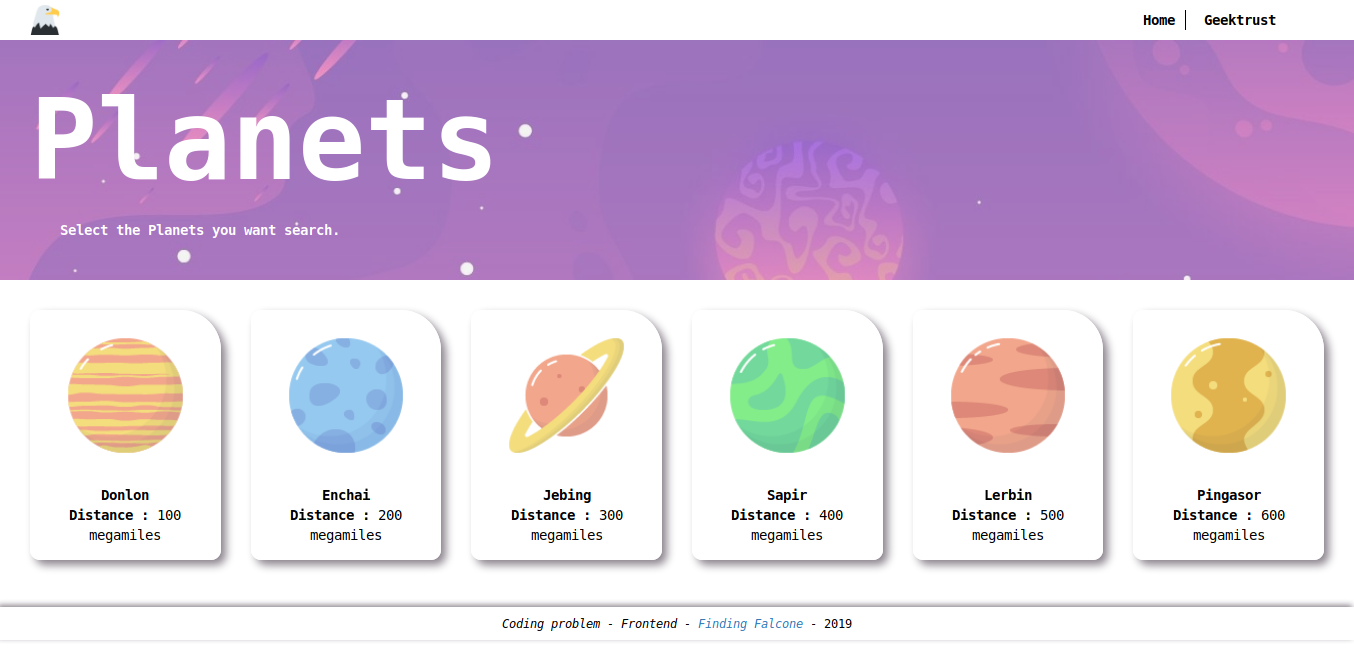 Home Geektrust
Planets
Select the Planets you want search.
Donlon
Distance : 100
megamiles
Enchai
Distance : 200
megamiles
Jebing
Distance : 300
megamiles
Sapir
Distance : 400
megamiles
Lerbin
Distance : 500
megamiles
Pingasor
Distance : 600
megamiles
Coding problem - Frontend - Finding Falcone - 2019